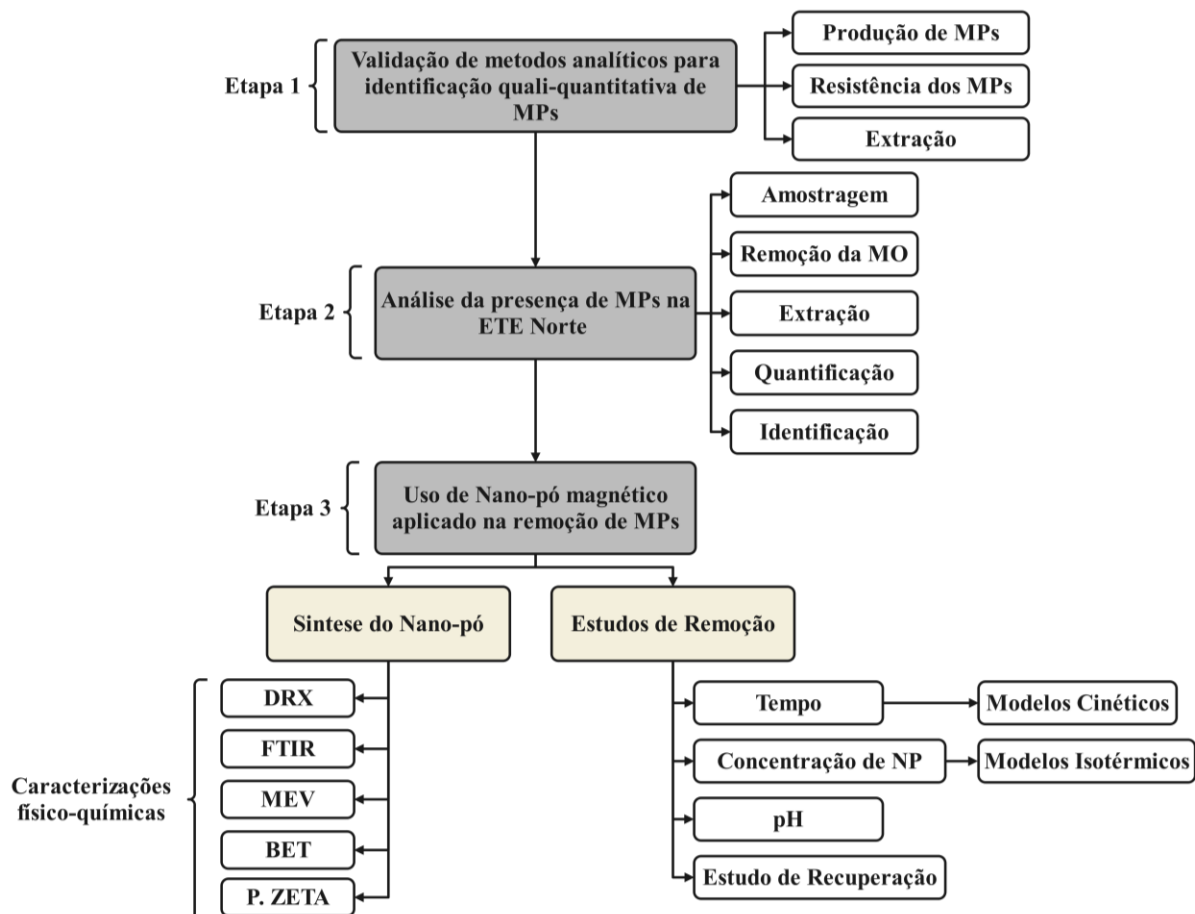 Etapa 1
Validação de metodos analíticos para
identificação quali-quantitativa de
MPs
Produção de MPs
Resistência dos MPs
Extração
Etapa 2
Análise da presença de MPs na
ETE Norte
Amostragem
Remoção da MO
Extração
Quantificação
Identificação
Etapa 3
Uso de Nano-pó magnético
aplicado na remoção de MPs
Sintese do Nano-pó
Estudos de Remoção
Caracterizações
físico-químicas
DRX
FTIR
MEV
BET
P. ZETA
Tempo
Modelos Cinéticos
Concentração de NP
Modelos Isotérmicos
pH
Estudo de Recuperação